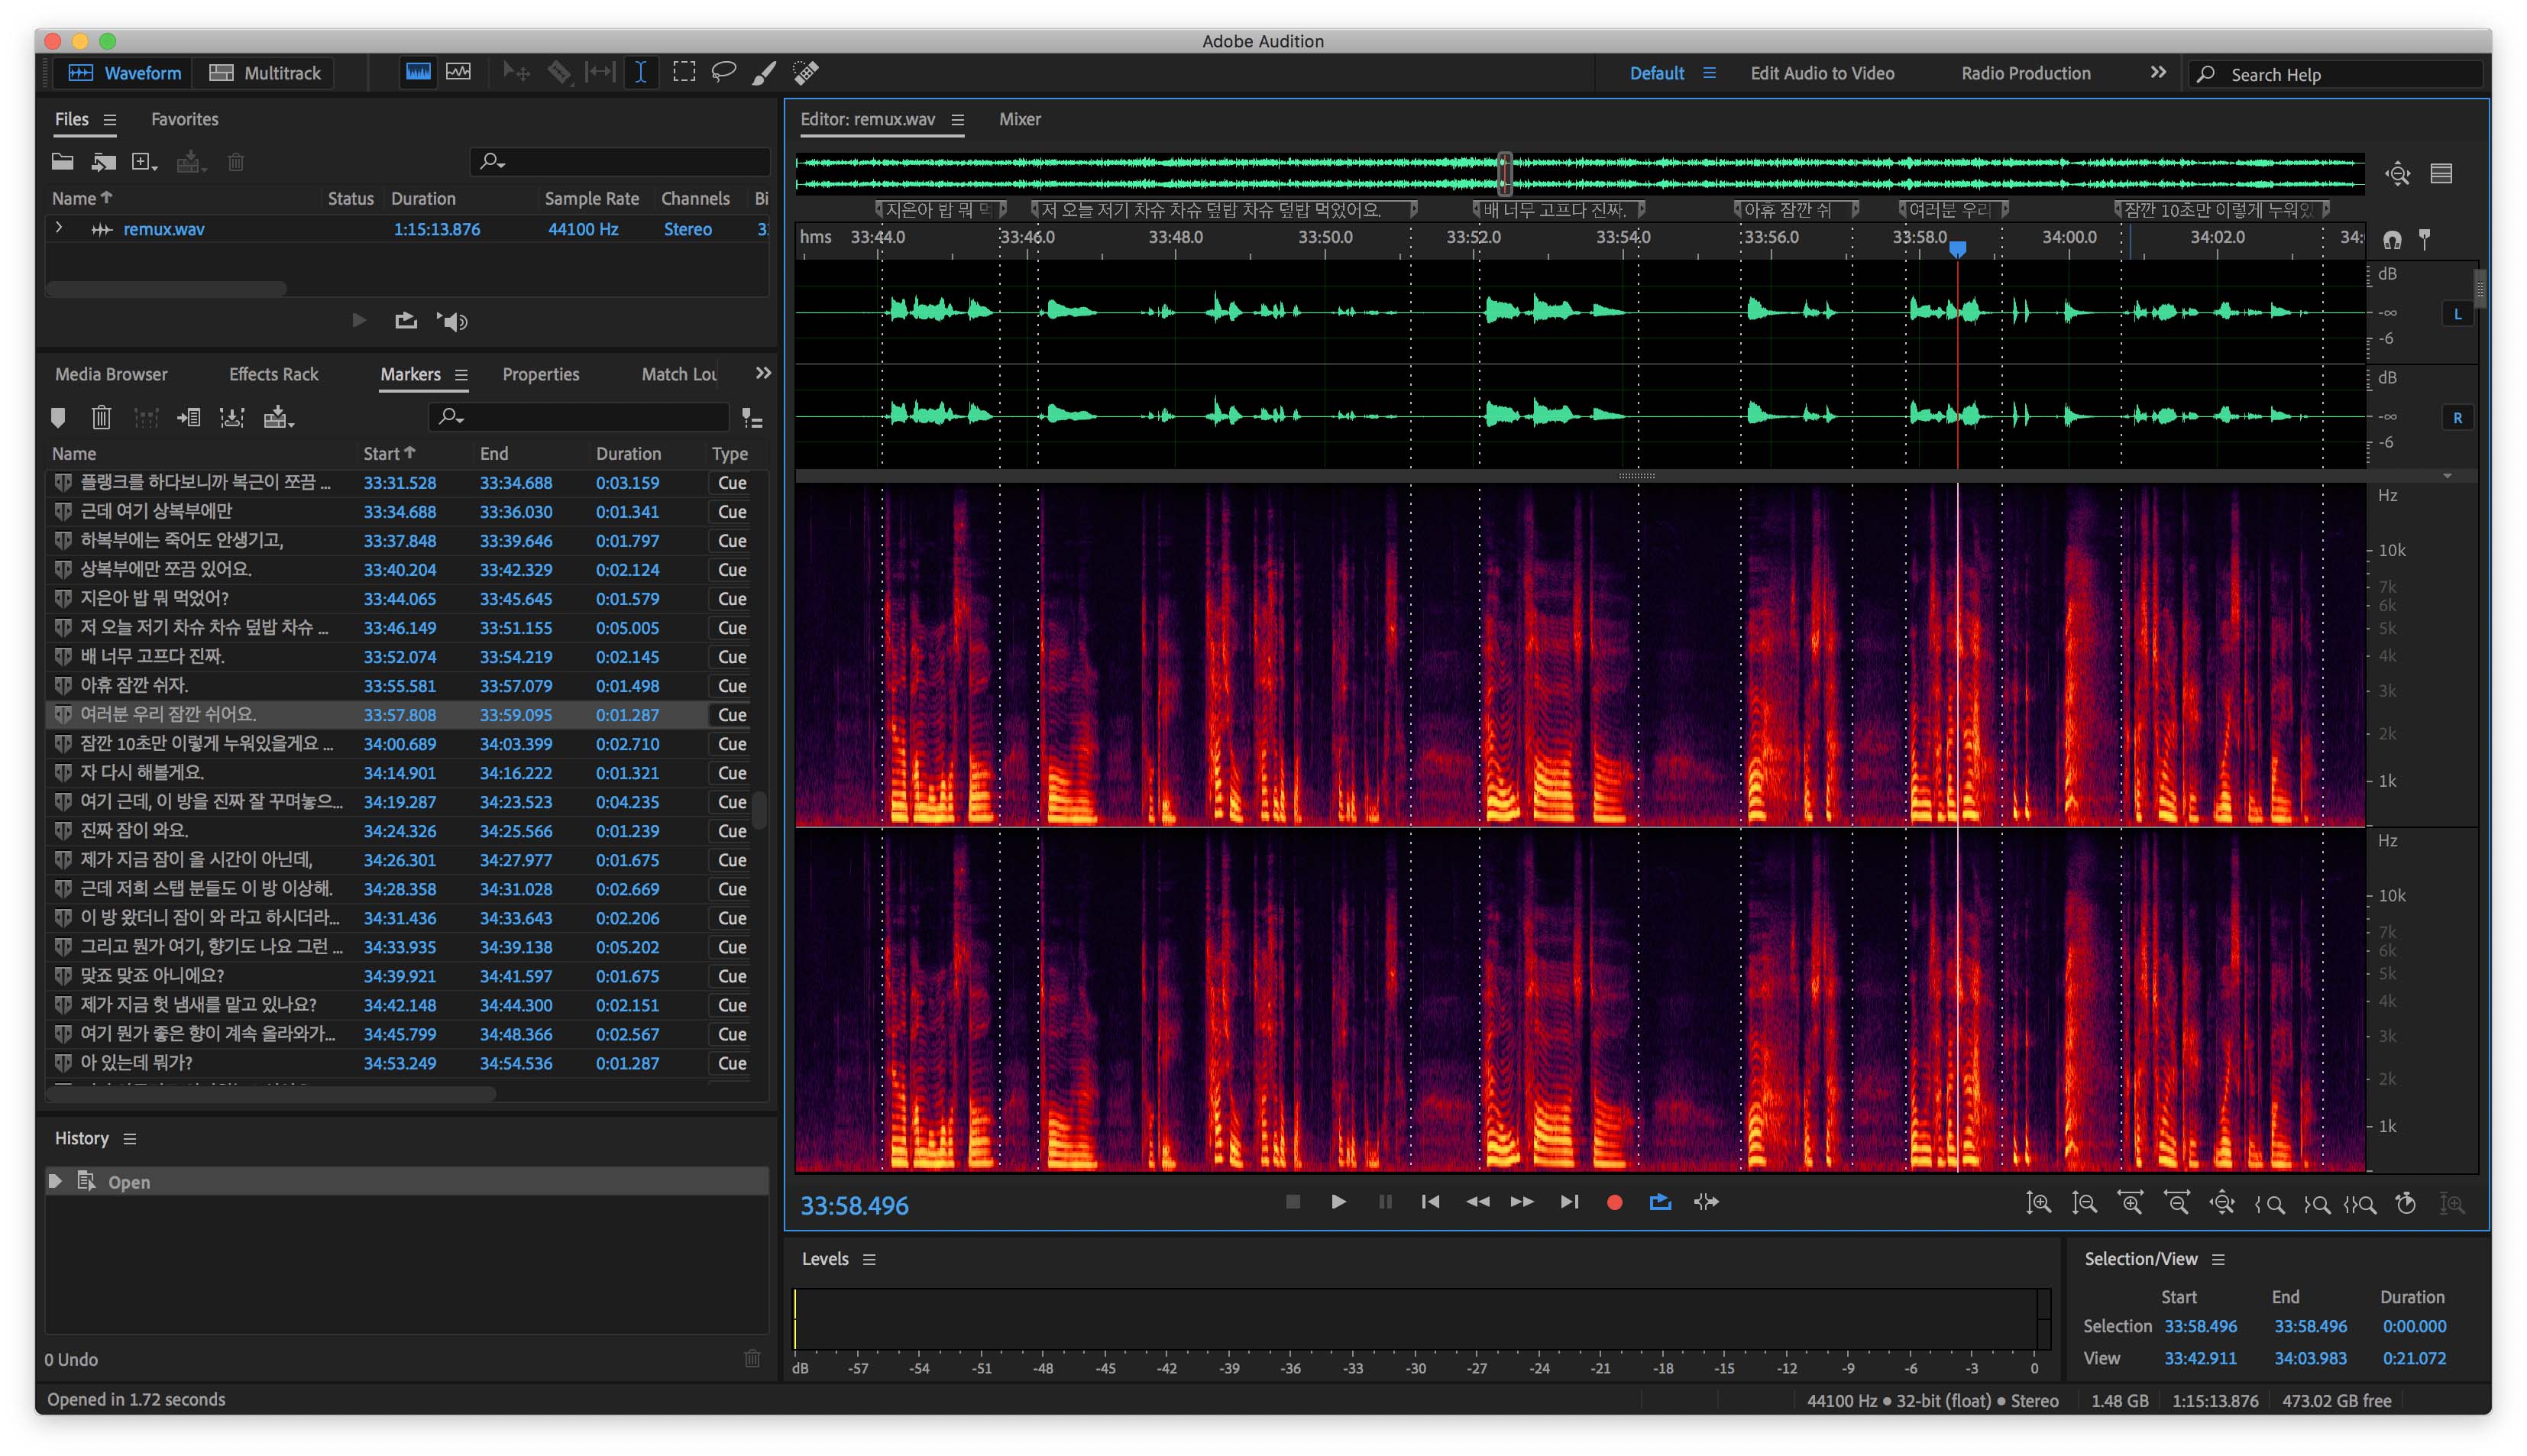 Adobe Audition
Waveform Multitrack Default Edit Audio to Video Radio Production Search Help
Files Favorites
Name Status Duration Sample Rate Channels Bi
remux.wav 1:15:13.876 44100 Hz Stereo 3
Media Browser Effects Rack Markers Properties Match Lou
Name Start End Duration Type
플랭크를 하다보니까 복근이 쪼끔 ... 33:31.528 33:34.688 0:03.159 Cue
근데 여기 상복부에만 33:34.688 33:36.030 0:01.341 Cue
하복부에는 죽어도 안생기고, 33:37.848 33:39.646 0:01.797 Cue
상복부에만 쪼끔 있어요. 33:40.204 33:42.329 0:02.124 Cue
지은아 밥 뭐 먹었어? 33:44.065 33:45.645 0:01.579 Cue
저 오늘 저기 차슈 차슈 덮밥 차슈 ... 33:46.149 33:51.155 0:05.005 Cue
배 너무 고프다 진짜. 33:52.074 33:54.219 0:02.145 Cue
아휴 잠깐 쉬자. 33:55.581 33:57.079 0:01.498 Cue
여러분 우리 잠깐 쉬어요. 33:57.808 33:59.095 0:01.287 Cue
잠깐 10초만 이렇게 누워있을게요 ... 34:00.689 34:03.399 0:02.710 Cue
자 다시 해볼게요. 34:14.901 34:16.222 0:01.321 Cue
여기 근데, 이 방을 진짜 잘 꾸며놓으... 34:19.287 34:23.523 0:04.235 Cue
진짜 잠이 와요. 34:24.326 34:25.566 0:01.239 Cue
제가 지금 잠이 올 시간이 아닌데, 34:26.301 34:27.977 0:01.675 Cue
근데 저희 스탭 분들도 이 방 이상해. 34:28.358 34:31.028 0:02.669 Cue
이 방 왔더니 잠이 와 라고 하시더라... 34:31.436 34:33.643 0:02.206 Cue
그리고 뭔가 여기, 향기도 나요 그런 ... 34:33.935 34:39.138 0:05.202 Cue
맞죠 맞죠 아니에요? 34:39.921 34:41.597 0:01.675 Cue
제가 지금 헛 냄새를 맡고 있나요? 34:42.148 34:44.300 0:02.151 Cue
여기 뭔가 좋은 향이 계속 올라와가... 34:45.799 34:48.366 0:02.567 Cue
아 있는데 뭐가? 34:53.249 34:54.536 0:01.287 Cue
History
Open
0 Undo
Opened in 1.72 seconds
Editor: remux.wav Mixer
지은아 밥 뭐 먹 저 오늘 저기 차슈 차슈 덮밥 차슈 덮밥 먹었어요. 배 너무 고프다 진짜. 아휴 잠깐 쉬 여러분 우리 잠깐 10초만 이렇게 누워있
hms 33:44.0 33:46.0 33:48.0 33:50.0 33:52.0 33:54.0 33:56.0 33:58.0 34:00.0 34:02.0 34:
dB
-∞ L
-6
dB
-∞ R
-6
Hz
10k
7k
6k
5k
4k
3k
2k
1k
Hz
10k
7k
6k
5k
4k
3k
2k
1k
33:58.496
Levels
dB -57 -54 -51 -48 -45 -42 -39 -36 -33 -30 -27 -24 -21 -18 -15 -12 -9 -6 -3 0
Selection/View
Start End Duration
Selection 33:58.496 33:58.496 0:00.000
View 33:42.911 34:03.983 0:21.072
44100 Hz ● 32-bit (float) ● Stereo 1.48 GB 1:15:13.876 473.02 GB free